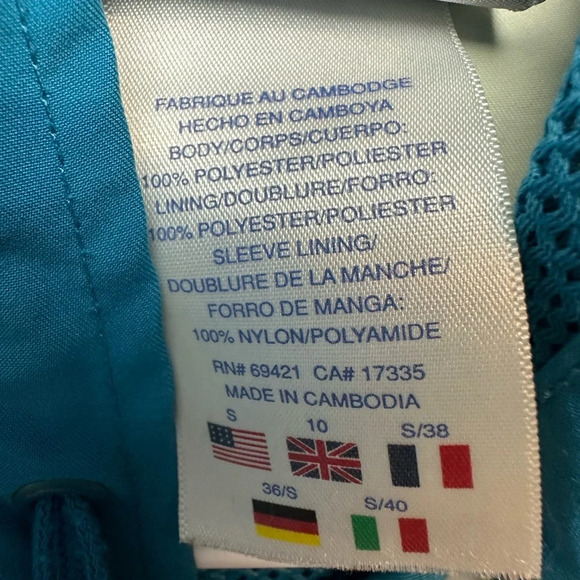 FABRIQUE AU CAMBODGE
HECHO EN CAMBOYA
BODY/CORPS/CUERPO:
100% POLYESTER/POLIESTER
LINING/DOUBLURE/FORRO:
100% POLYESTER/POLIESTER
SLEEVE LINING/
DOUBLURE DE LA MANCHE/
FORRO DE MANGA:
100% NYLON/POLYAMIDE
RN# 69421 CA# 17335
MADE IN CAMBODIA
S 10 S/38
36/S S/40